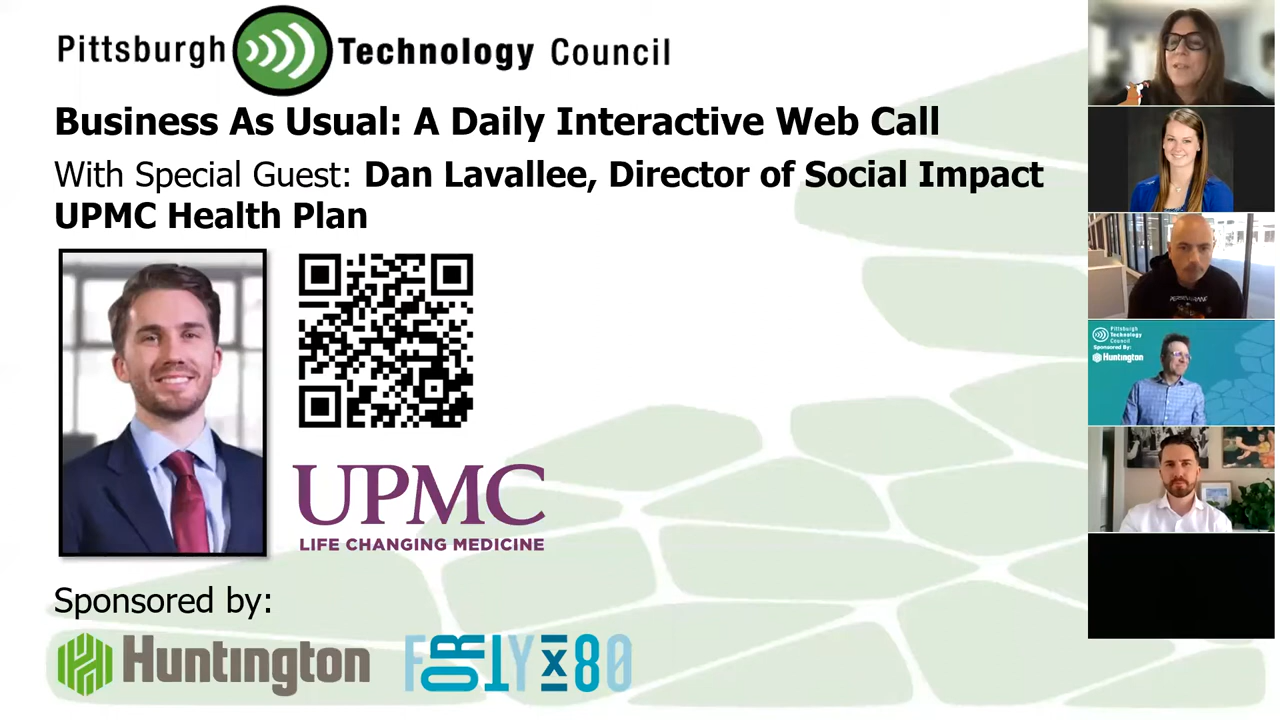 Pittsburgh Technology Council
Business As Usual: A Daily Interactive Web Call
With Special Guest: Dan Lavallee, Director of Social Impact
UPMC Health Plan
UPMC
LIFE CHANGING MEDICINE
Sponsored by:
Huntington
FORTYX80
Pittsburgh
Technology
Council
Sponsored By:
Huntington